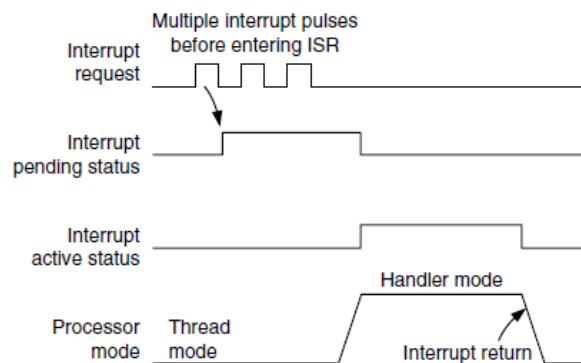 Multiple interrupt pulses
before entering ISR
Interrupt
request
Interrupt
pending status
Interrupt
active status
Handler mode
Processor
mode
Thread
mode
Interrupt return